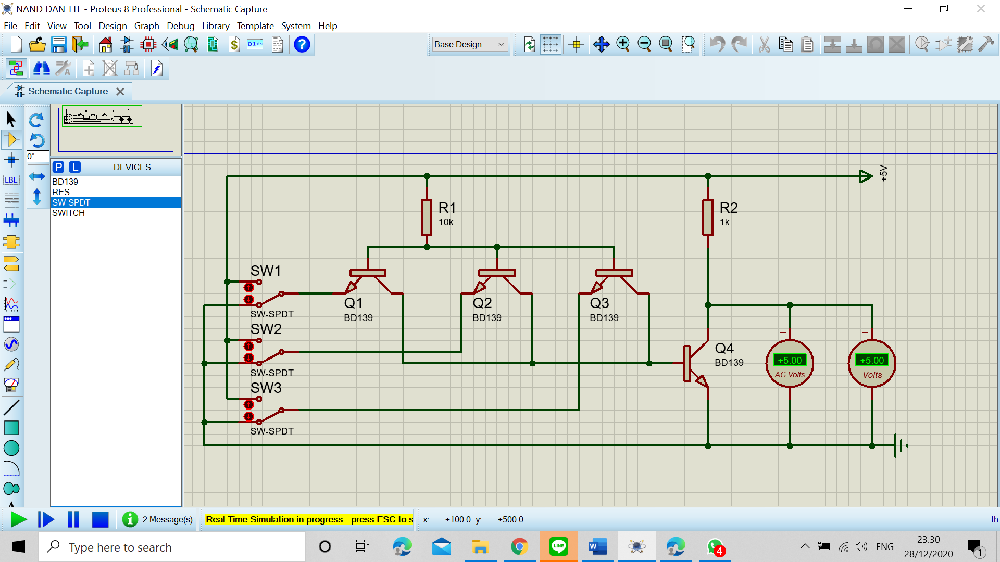 NAND DAN TTL - Proteus 8 Professional - Schematic Capture
File Edit View Tool Design Graph Debug Library Template System Help
Base Design
Schematic Capture
0°
P L DEVICES
BD139
RES
SW-SPDT
SWITCH
LBL
+5V
R1
10k
R2
1k
SW1
SW-SPDT
SW2
SW-SPDT
SW3
SW-SPDT
Q1
BD139
Q2
BD139
Q3
BD139
Q4
BD139
+
+5.00
AC Volts
−
+
+5.00
Volts
−
2 Message(s)
Real Time Simulation in progress - press ESC to s
x: +100.0 y: +500.0
th
Type here to search
LINE
W
4
ENG
23.30
28/12/2020
1